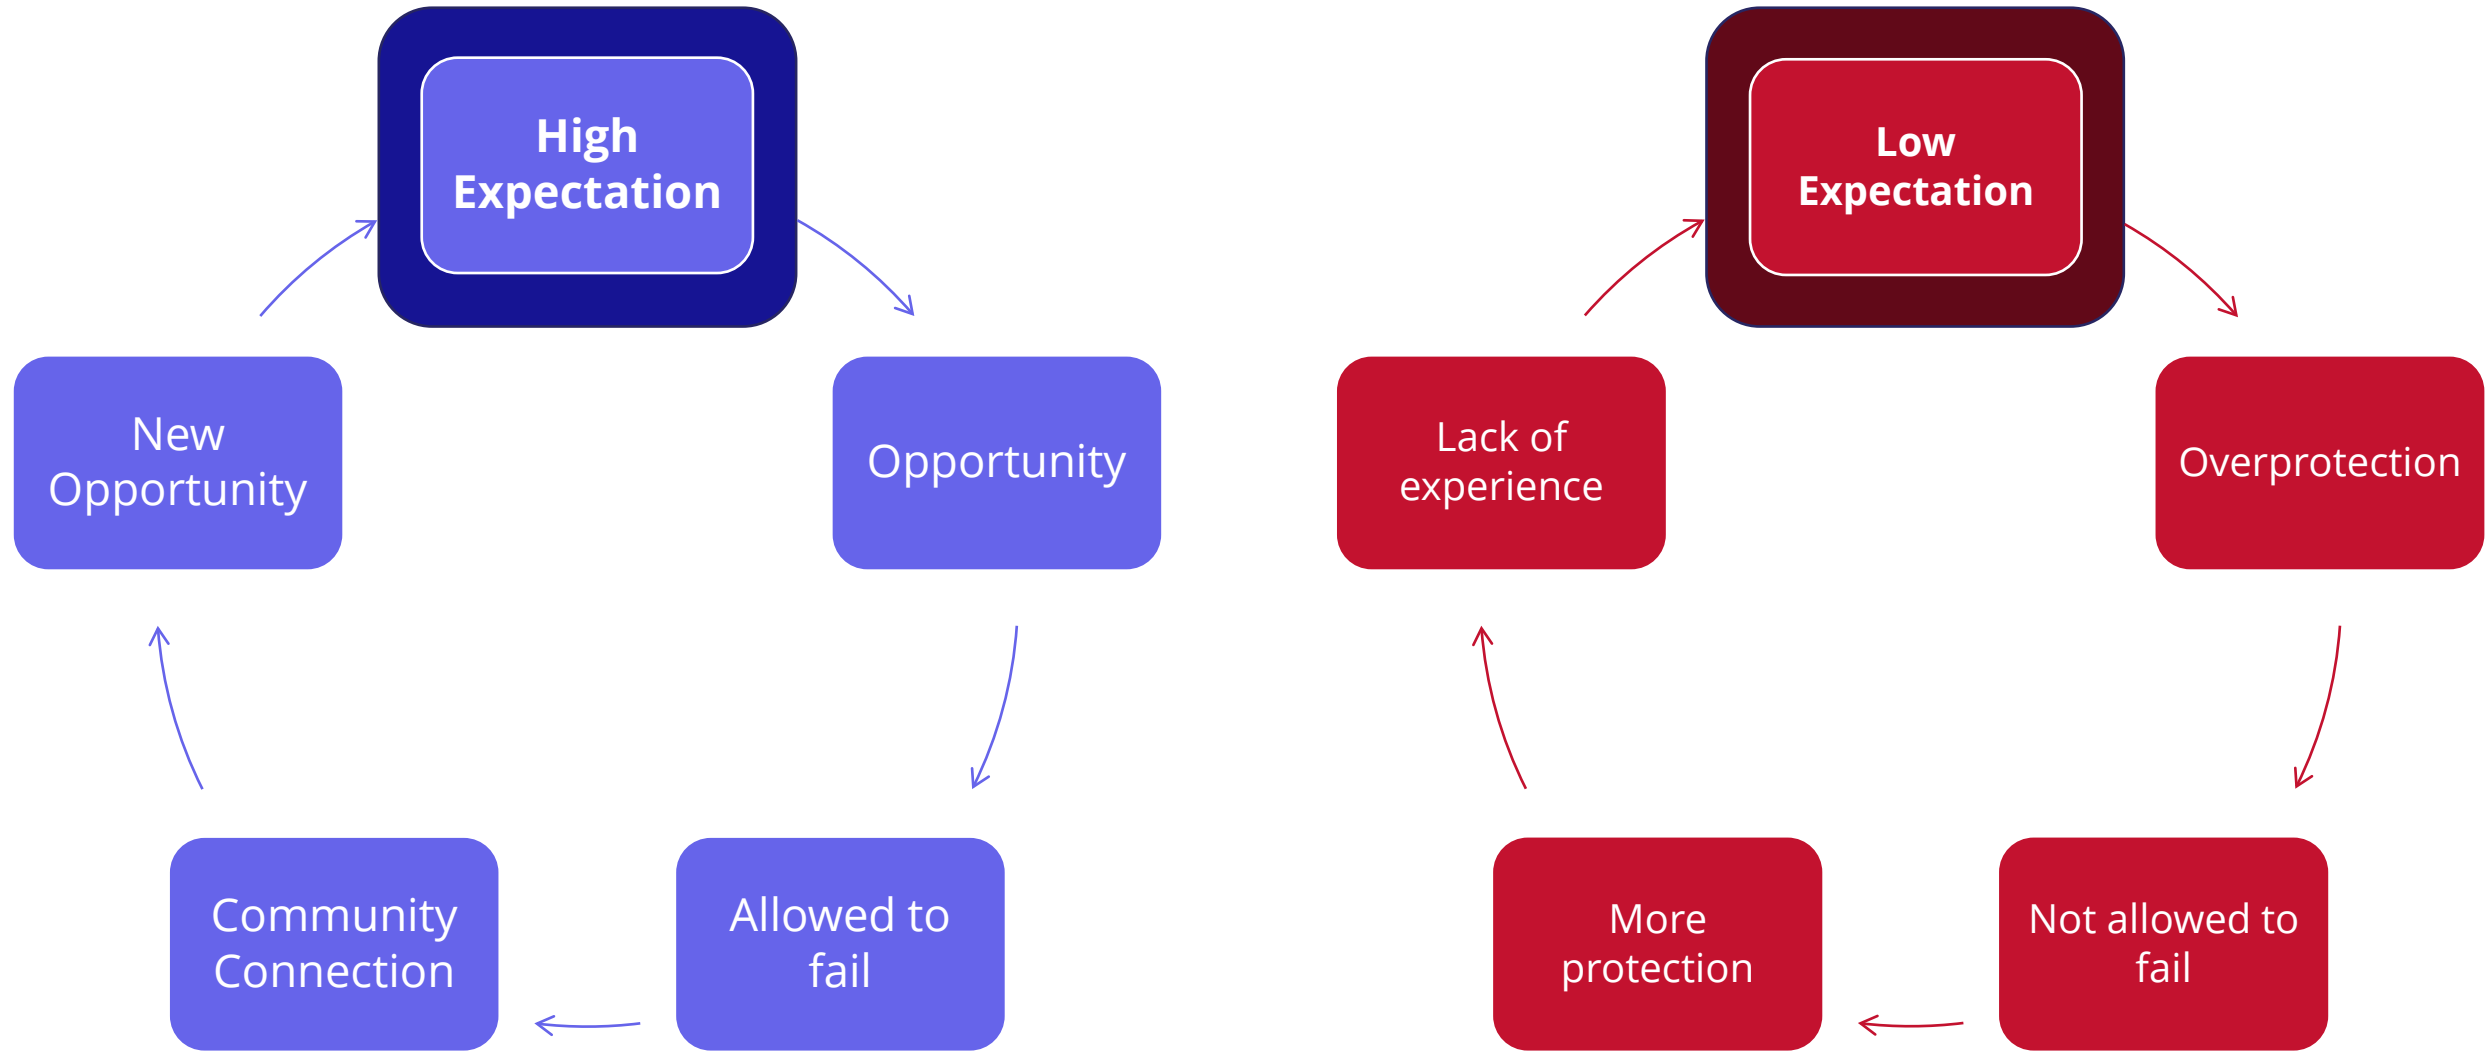 High
Expectation
Opportunity
Allowed to
fail
Community
Connection
New
Opportunity
Low
Expectation
Overprotection
Not allowed to
fail
More
protection
Lack of
experience